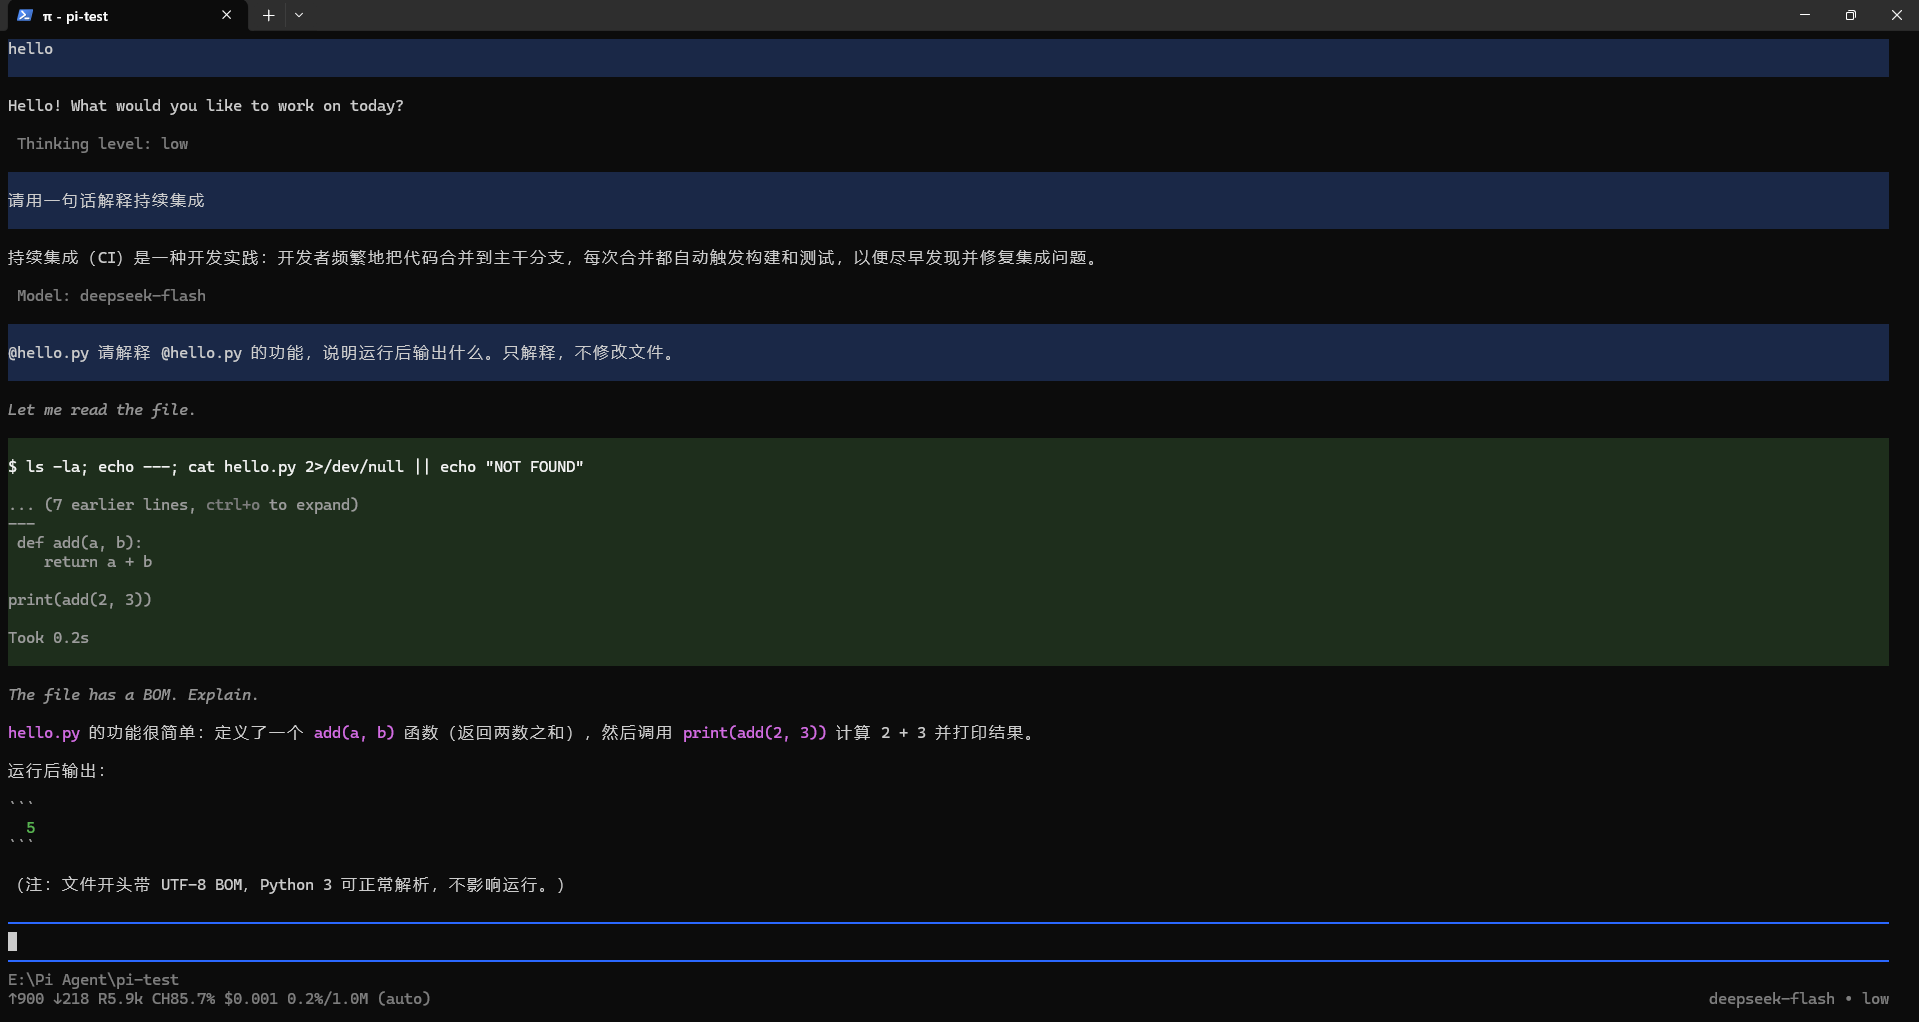 π - pi-test
hello
Hello! What would you like to work on today?
Thinking level: low
请用一句话解释持续集成
持续集成（CI）是一种开发实践：开发者频繁地把代码合并到主干分支，每次合并都自动触发构建和测试，以便尽早发现并修复集成问题。
Model: deepseek-flash
@hello.py 请解释 @hello.py 的功能，说明运行后输出什么。只解释，不修改文件。
Let me read the file.
$ ls -la; echo ---; cat hello.py 2>/dev/null || echo "NOT FOUND"
... (7 earlier lines, ctrl+o to expand)
---
def add(a, b):
return a + b
print(add(2, 3))
Took 0.2s
The file has a BOM. Explain.
hello.py 的功能很简单：定义了一个 add(a, b) 函数（返回两数之和），然后调用 print(add(2, 3)) 计算 2 + 3 并打印结果。
运行后输出：
```
5
```
（注：文件开头带 UTF-8 BOM，Python 3 可正常解析，不影响运行。）
E:\Pi Agent\pi-test
↑900 ↓218 R5.9k CH85.7% $0.001 0.2%/1.0M (auto)
deepseek-flash • low